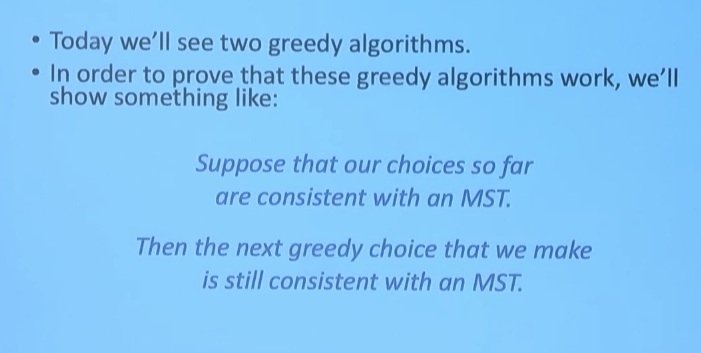 • Today we'll see two greedy algorithms.
• In order to prove that these greedy algorithms work, we'll
show something like:
Suppose that our choices so far
are consistent with an MST.
Then the next greedy choice that we make
is still consistent with an MST.